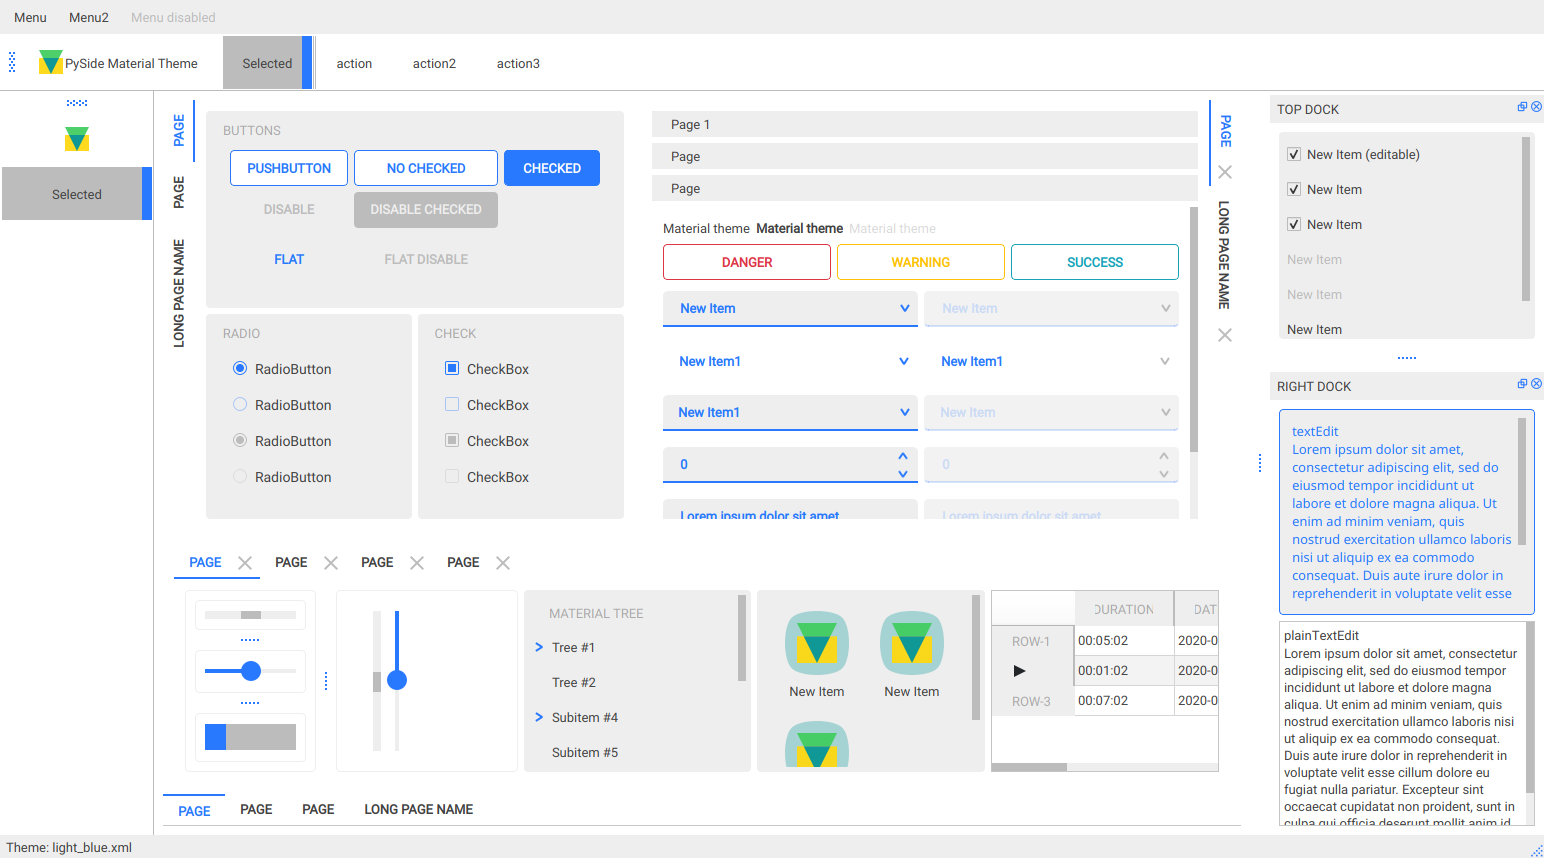 Menu Menu2 Menu disabled
PySide Material Theme Selected action action2 action3
Selected
PAGE
PAGE
LONG PAGE NAME
BUTTONS
PUSHBUTTON NO CHECKED CHECKED
DISABLE DISABLE CHECKED
FLAT FLAT DISABLE
RADIO
RadioButton
RadioButton
RadioButton
RadioButton
CHECK
CheckBox
CheckBox
CheckBox
CheckBox
Page 1
Page
Page
Material theme Material theme Material theme
DANGER WARNING SUCCESS
New Item New Item
New Item1 New Item1
New Item1 New Item
0 0
Lorem ipsum dolor sit amet Lorem ipsum dolor sit amet
PAGE
LONG PAGE NAME
PAGE PAGE PAGE PAGE
MATERIAL TREE
Tree #1
Tree #2
Subitem #4
Subitem #5
New Item New Item
DURATION DAT
ROW-1 00:05:02 2020-0
00:01:02 2020-0
ROW-3 00:07:02 2020-0
PAGE PAGE PAGE LONG PAGE NAME
TOP DOCK
New Item (editable)
New Item
New Item
New Item
New Item
New Item
RIGHT DOCK
textEdit
Lorem ipsum dolor sit amet,
consectetur adipiscing elit, sed do
eiusmod tempor incididunt ut
labore et dolore magna aliqua. Ut
enim ad minim veniam, quis
nostrud exercitation ullamco laboris
nisi ut aliquip ex ea commodo
consequat. Duis aute irure dolor in
reprehenderit in voluptate velit esse
plainTextEdit
Lorem ipsum dolor sit amet, consectetur
adipiscing elit, sed do eiusmod tempor
incididunt ut labore et dolore magna
aliqua. Ut enim ad minim veniam, quis
nostrud exercitation ullamco laboris nisi
ut aliquip ex ea commodo consequat.
Duis aute irure dolor in reprehenderit in
voluptate velit esse cillum dolore eu
fugiat nulla pariatur. Excepteur sint
occaecat cupidatat non proident, sunt in
culpa qui officia deserunt mollit anim id
Theme: light_blue.xml